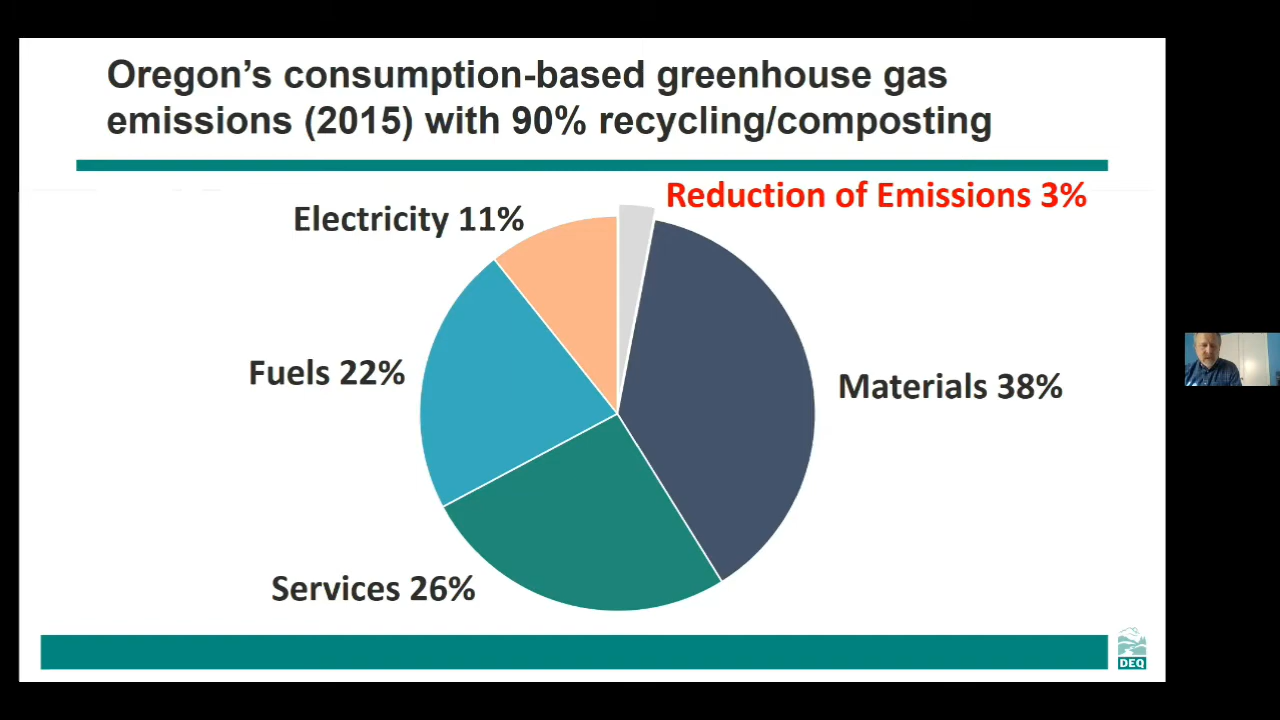 Oregon’s consumption-based greenhouse gas
emissions (2015) with 90% recycling/composting
Reduction of Emissions 3%
Electricity 11%
Fuels 22%
Materials 38%
Services 26%
DEQ